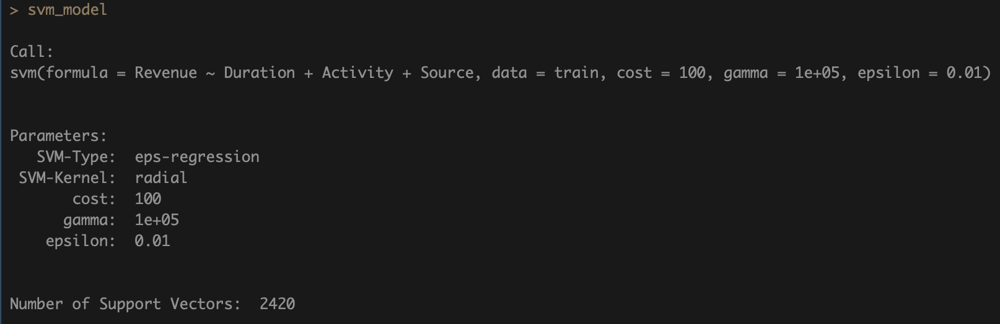 > svm_model
Call:
svm(formula = Revenue ~ Duration + Activity + Source, data = train, cost = 100, gamma = 1e+05, epsilon = 0.01)
Parameters:
SVM-Type:  eps-regression
SVM-Kernel:  radial
cost:  100
gamma:  1e+05
epsilon:  0.01
Number of Support Vectors:  2420